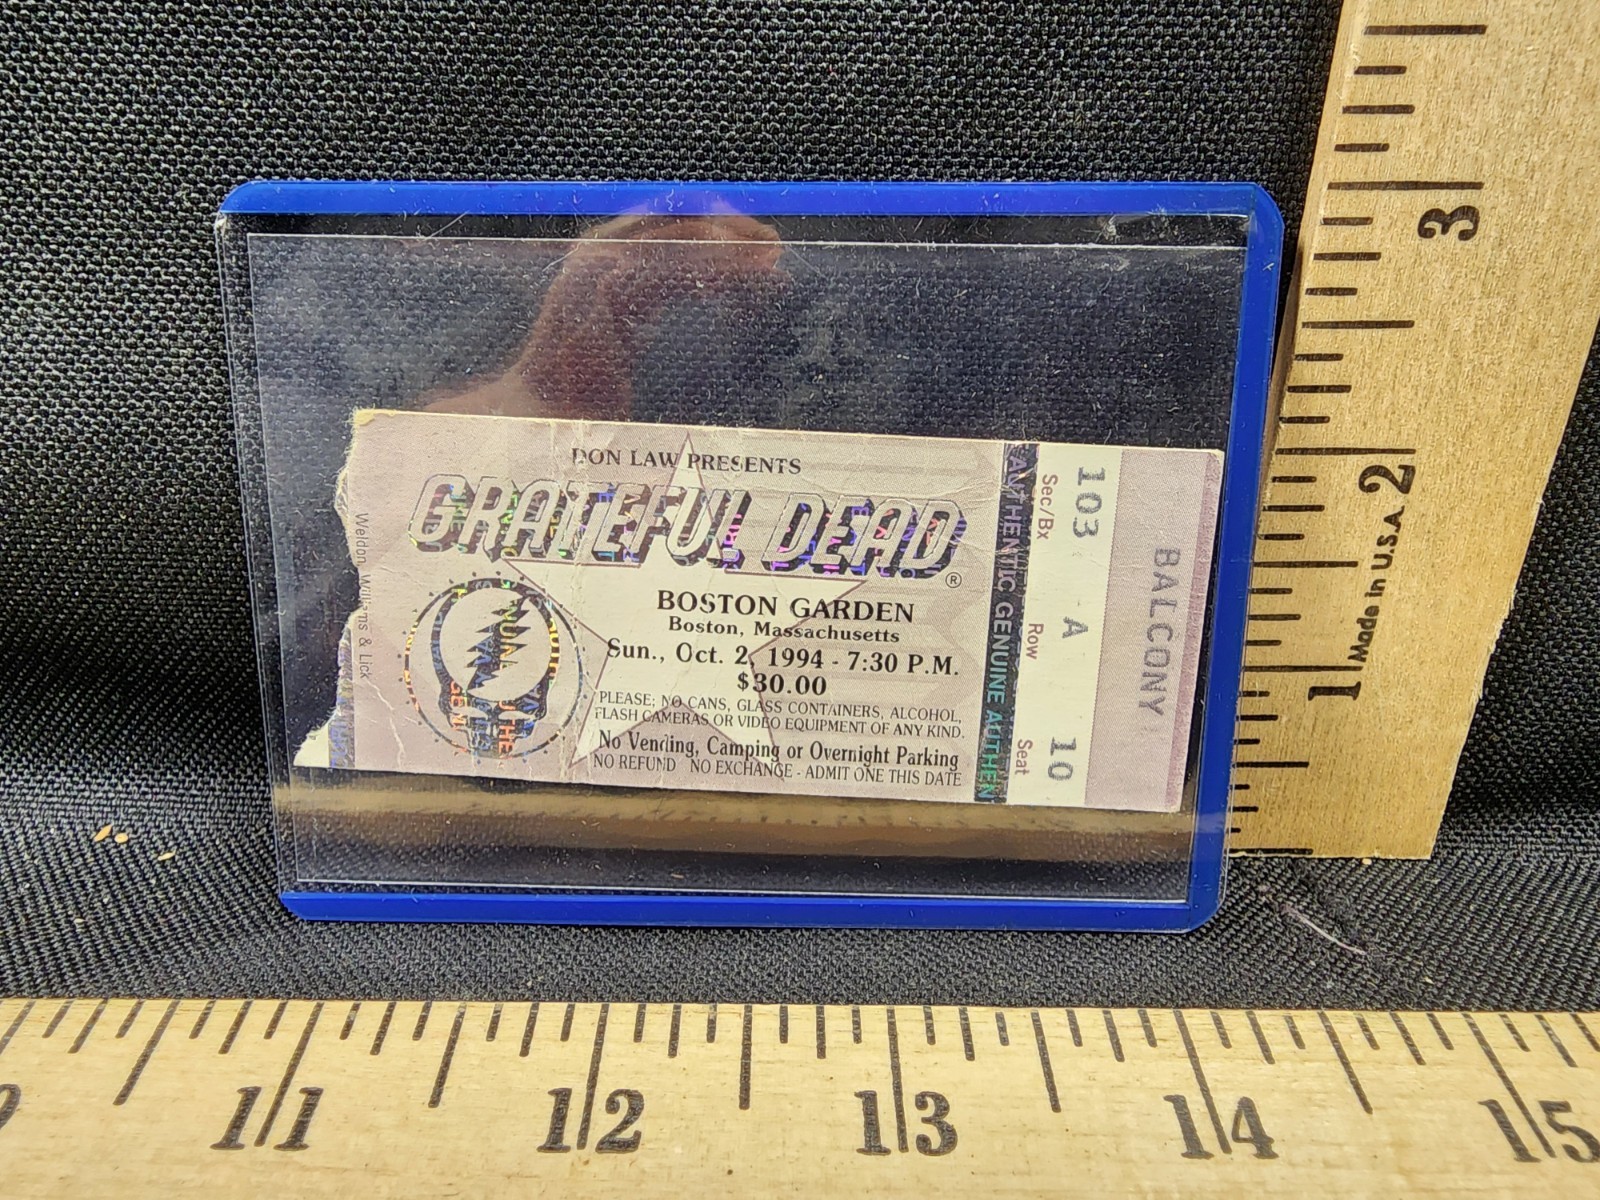 DON LAW PRESENTS
GRATEFUL DEAD®
BOSTON GARDEN
Boston, Massachusetts
Sun., Oct. 2, 1994 - 7:30 P.M.
$30.00
PLEASE: NO CANS, GLASS CONTAINERS, ALCOHOL,
FLASH CAMERAS OR VIDEO EQUIPMENT OF ANY KIND.
No Vending, Camping or Overnight Parking
NO REFUND NO EXCHANGE - ADMIT ONE THIS DATE
Weldon, Williams & Lick
AUTHENTIC GENUINE AUTHEN
Sec/Bx Row Seat
103 A 10
BALCONY
3
2
1
Made in U.S.A.
11 12 13 14 15